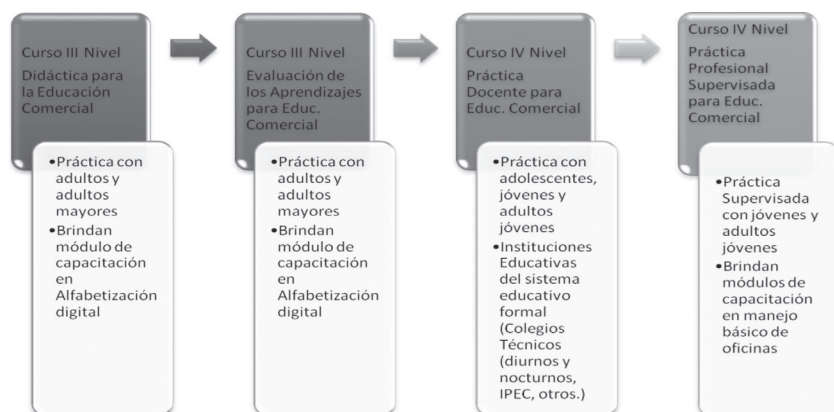 Curso III Nivel
Didáctica para
la Educación
Comercial
•Práctica con
adultos y
adultos
mayores
•Brindan
módulo de
capacitación
en
Alfabetización
digital
Curso III Nivel
Evaluación de
los Aprendizajes
para Educ.
Comercial
•Práctica con
adultos y
adultos
mayores
•Brindan
módulo de
capacitación
en
Alfabetización
digital
Curso IV Nivel
Práctica
Docente para
Educ. Comercial
•Práctica con
adolescentes,
jóvenes y
adultos
jóvenes
•Instituciones
Educativas
del sistema
educativo
formal
(Colegios
Técnicos
(diurnos y
nocturnos,
IPEC, otros.)
Curso IV Nivel
Práctica
Profesional
Supervisada
para Educ.
Comercial
•Práctica
Supervisada
con jóvenes y
adultos
jóvenes
•Brindan
módulos de
capacitación
en manejo
básico de
oficinas